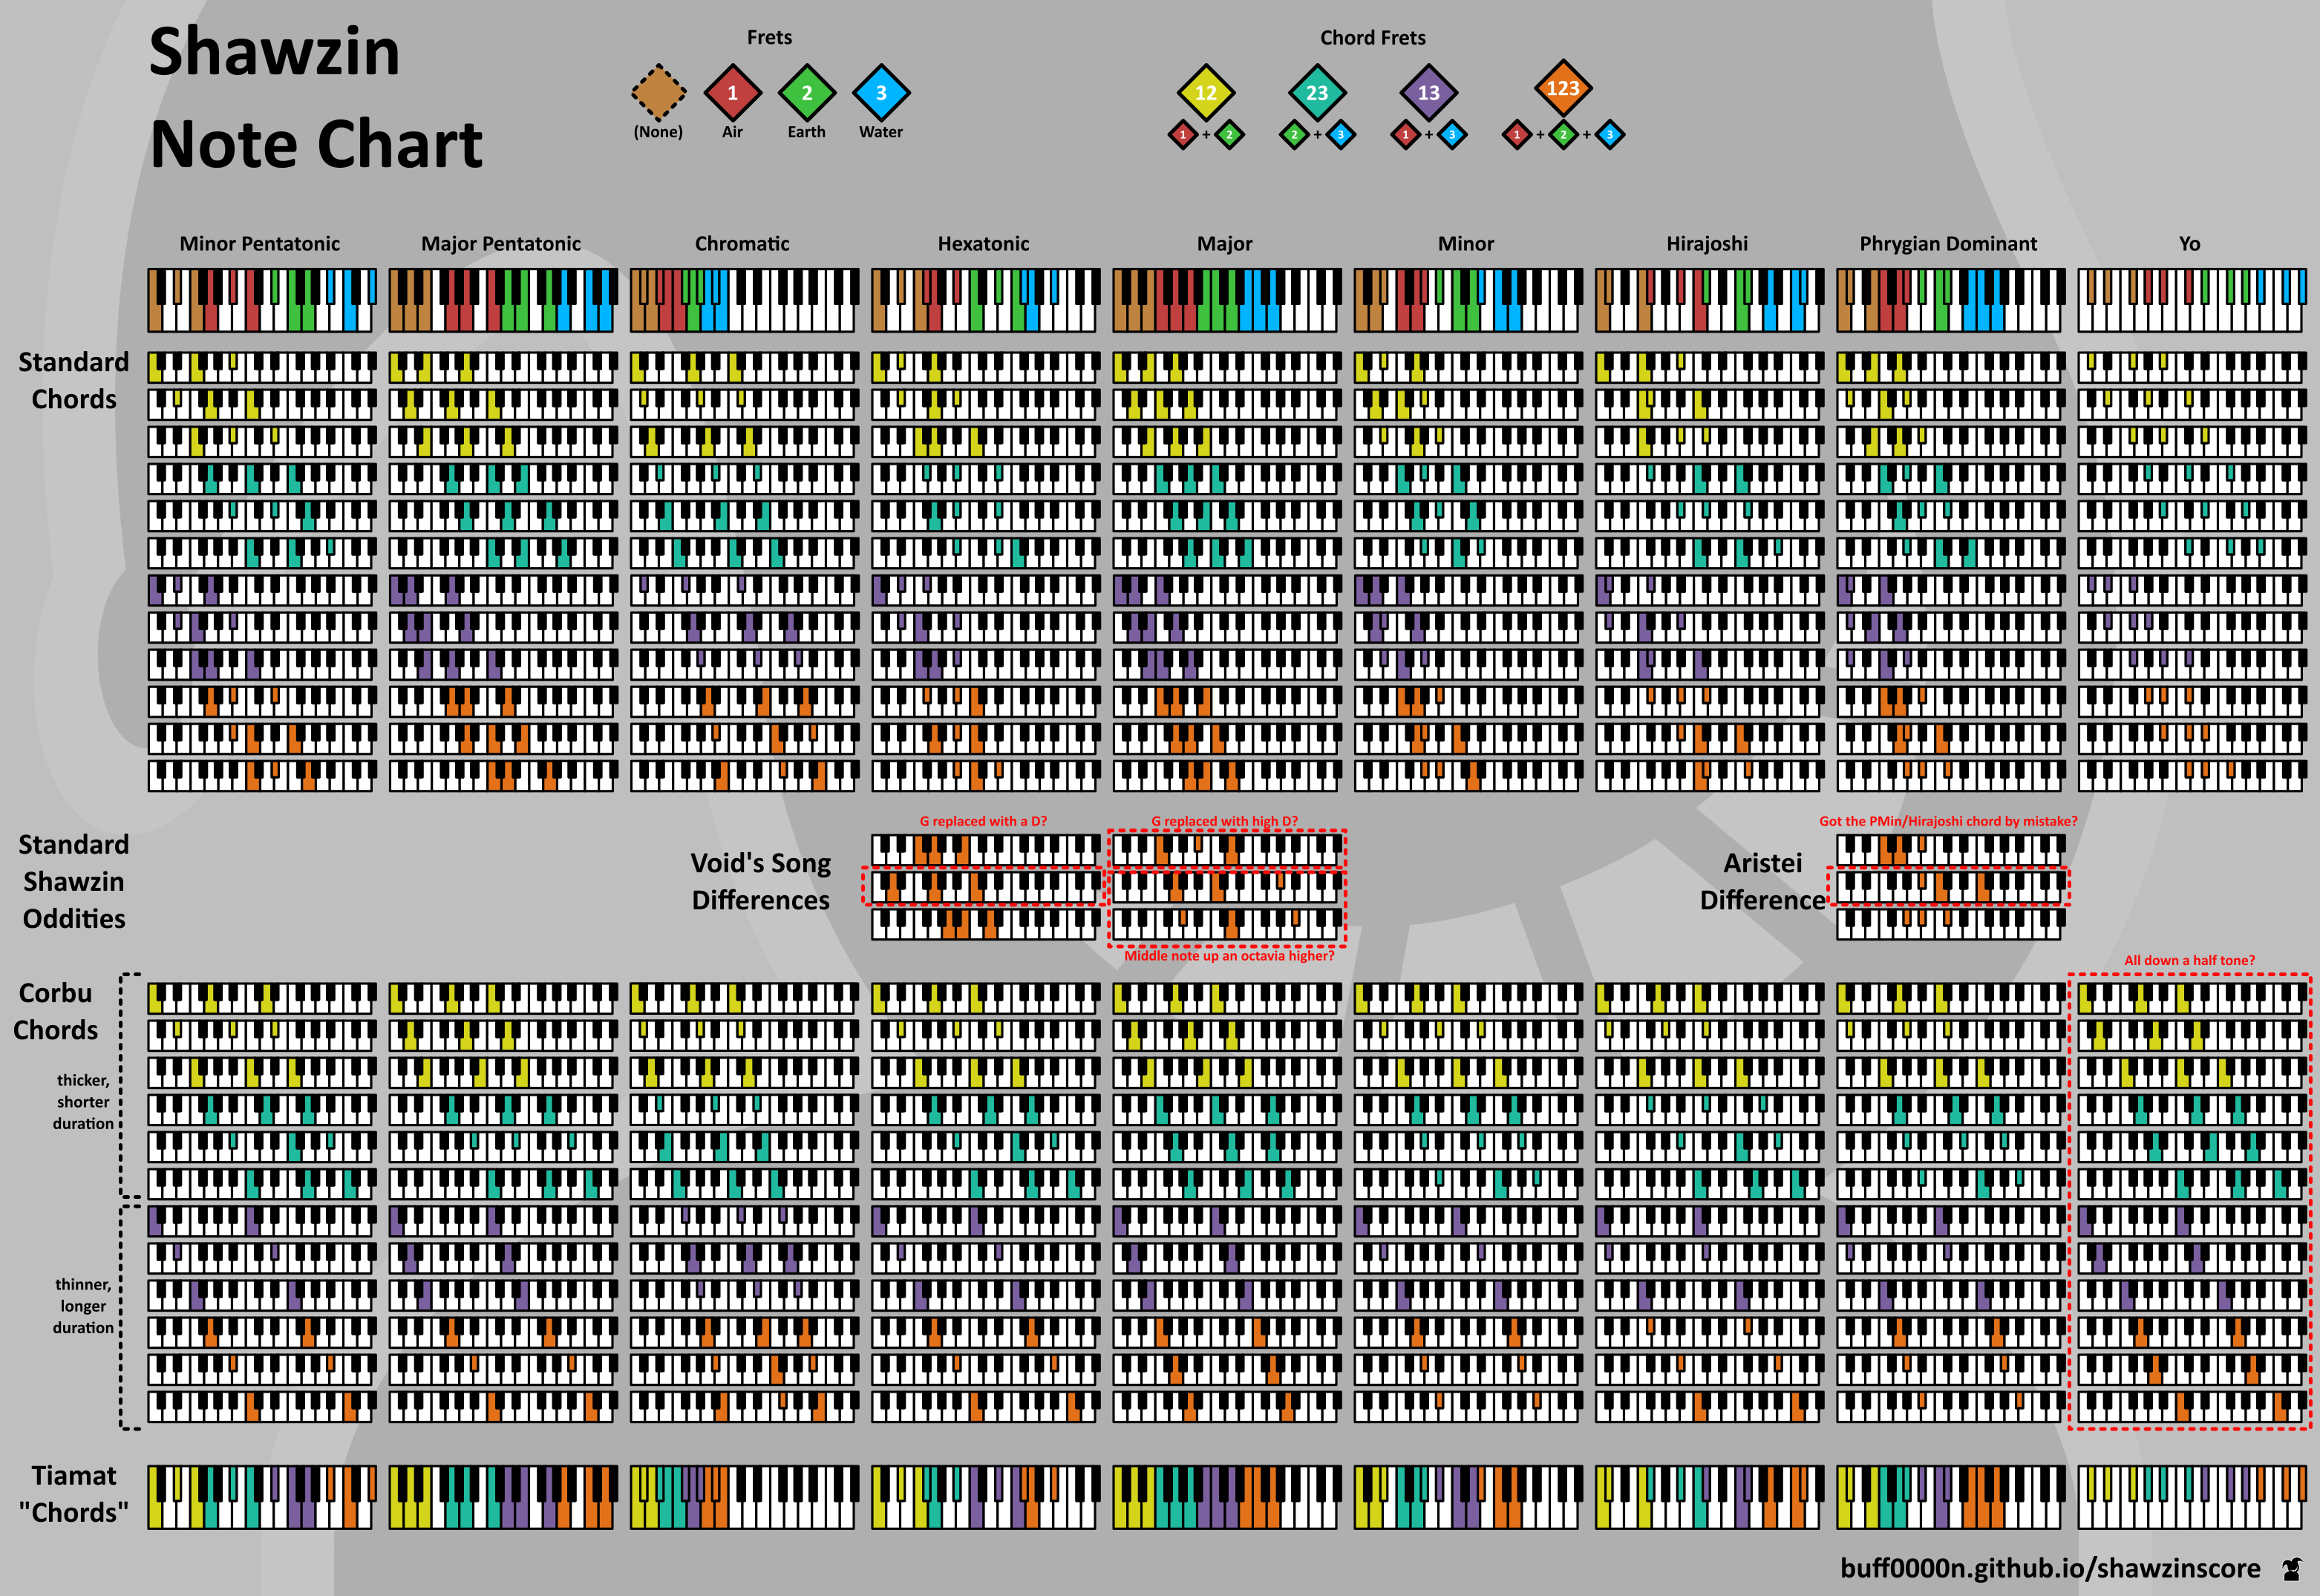 Shawzin
Note Chart
Frets
(None)
1
Air
2
Earth
3
Water
Chord Frets
12
1 + 2
23
2 + 3
13
1 + 3
123
1 + 2 + 3
Minor Pentatonic
Major Pentatonic
Chromatic
Hexatonic
Major
Minor
Hirajoshi
Phrygian Dominant
Yo
Standard
Chords
Standard
Shawzin
Oddities
Void's Song
Differences
G replaced with a D?
G replaced with high D?
Middle note up an octavia higher?
Aristei
Difference
Got the PMin/Hirajoshi chord by mistake?
All down a half tone?
Corbu
Chords
thicker,
shorter
duration
thinner,
longer
duration
Tiamat
"Chords"
buff0000n.github.io/shawzinscore